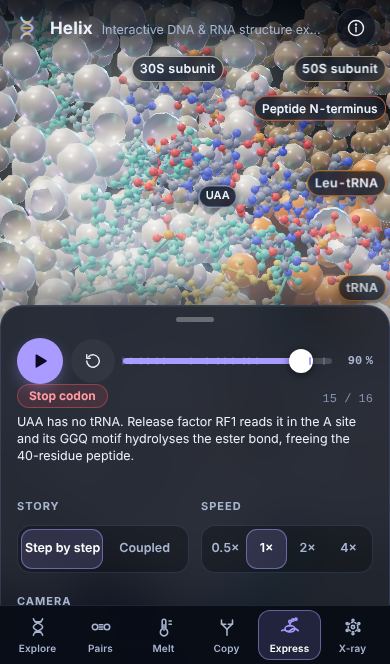 Helix Interactive DNA & RNA structure ex…
30S subunit
50S subunit
Peptide N-terminus
Leu-tRNA
UAA
tRNA
90 %
Stop codon
15 / 16
UAA has no tRNA. Release factor RF1 reads it in the A site
and its GGQ motif hydrolyses the ester bond, freeing the
40-residue peptide.
STORY
SPEED
Step by step
Coupled
0.5×
1×
2×
4×
CAMERA
Explore
Pairs
Melt
Copy
Express
X-ray